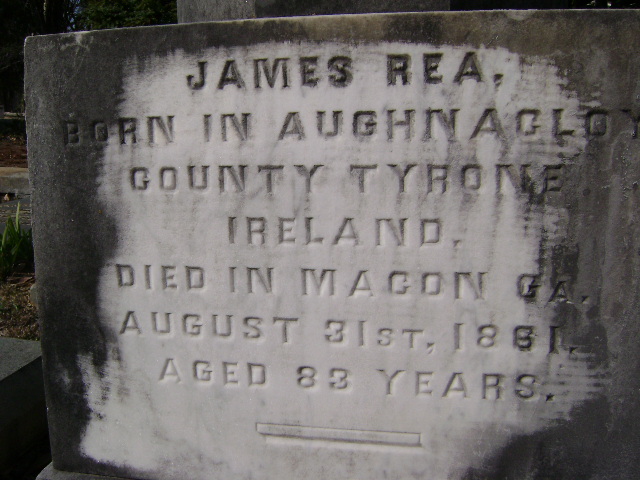 JAMES REA,
BORN IN AUGHNACLOY
COUNTY TYRONE
IRELAND.
DIED IN MACON GA.
AUGUST 31ST, 1861.
AGED 83 YEARS.